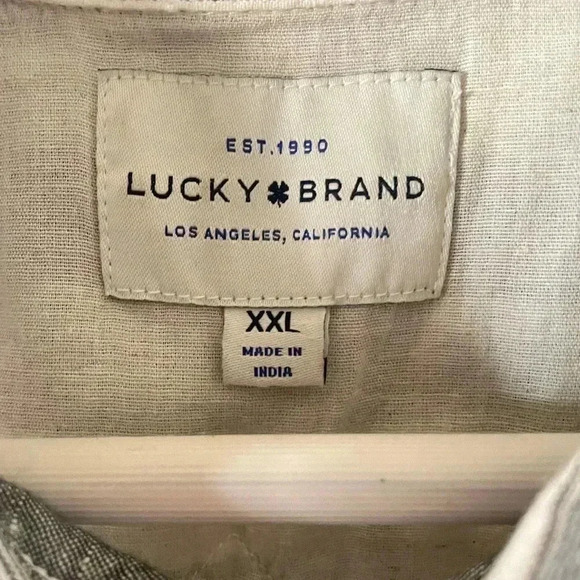 EST.1990
LUCKY BRAND
LOS ANGELES, CALIFORNIA
XXL
MADE IN
INDIA